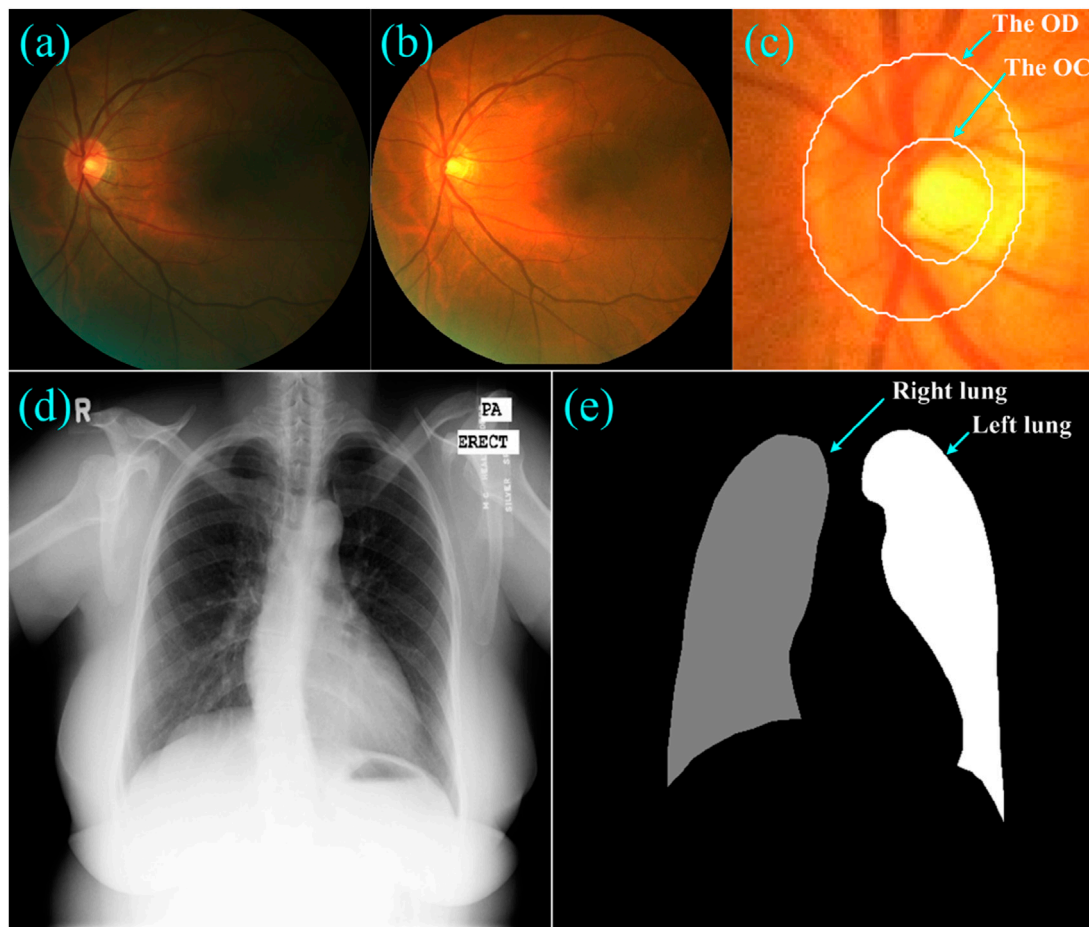 (a)
(b)
(c)
The OD
The OC
(d)
R
PA
ERECT
(e)
Right lung
Left lung